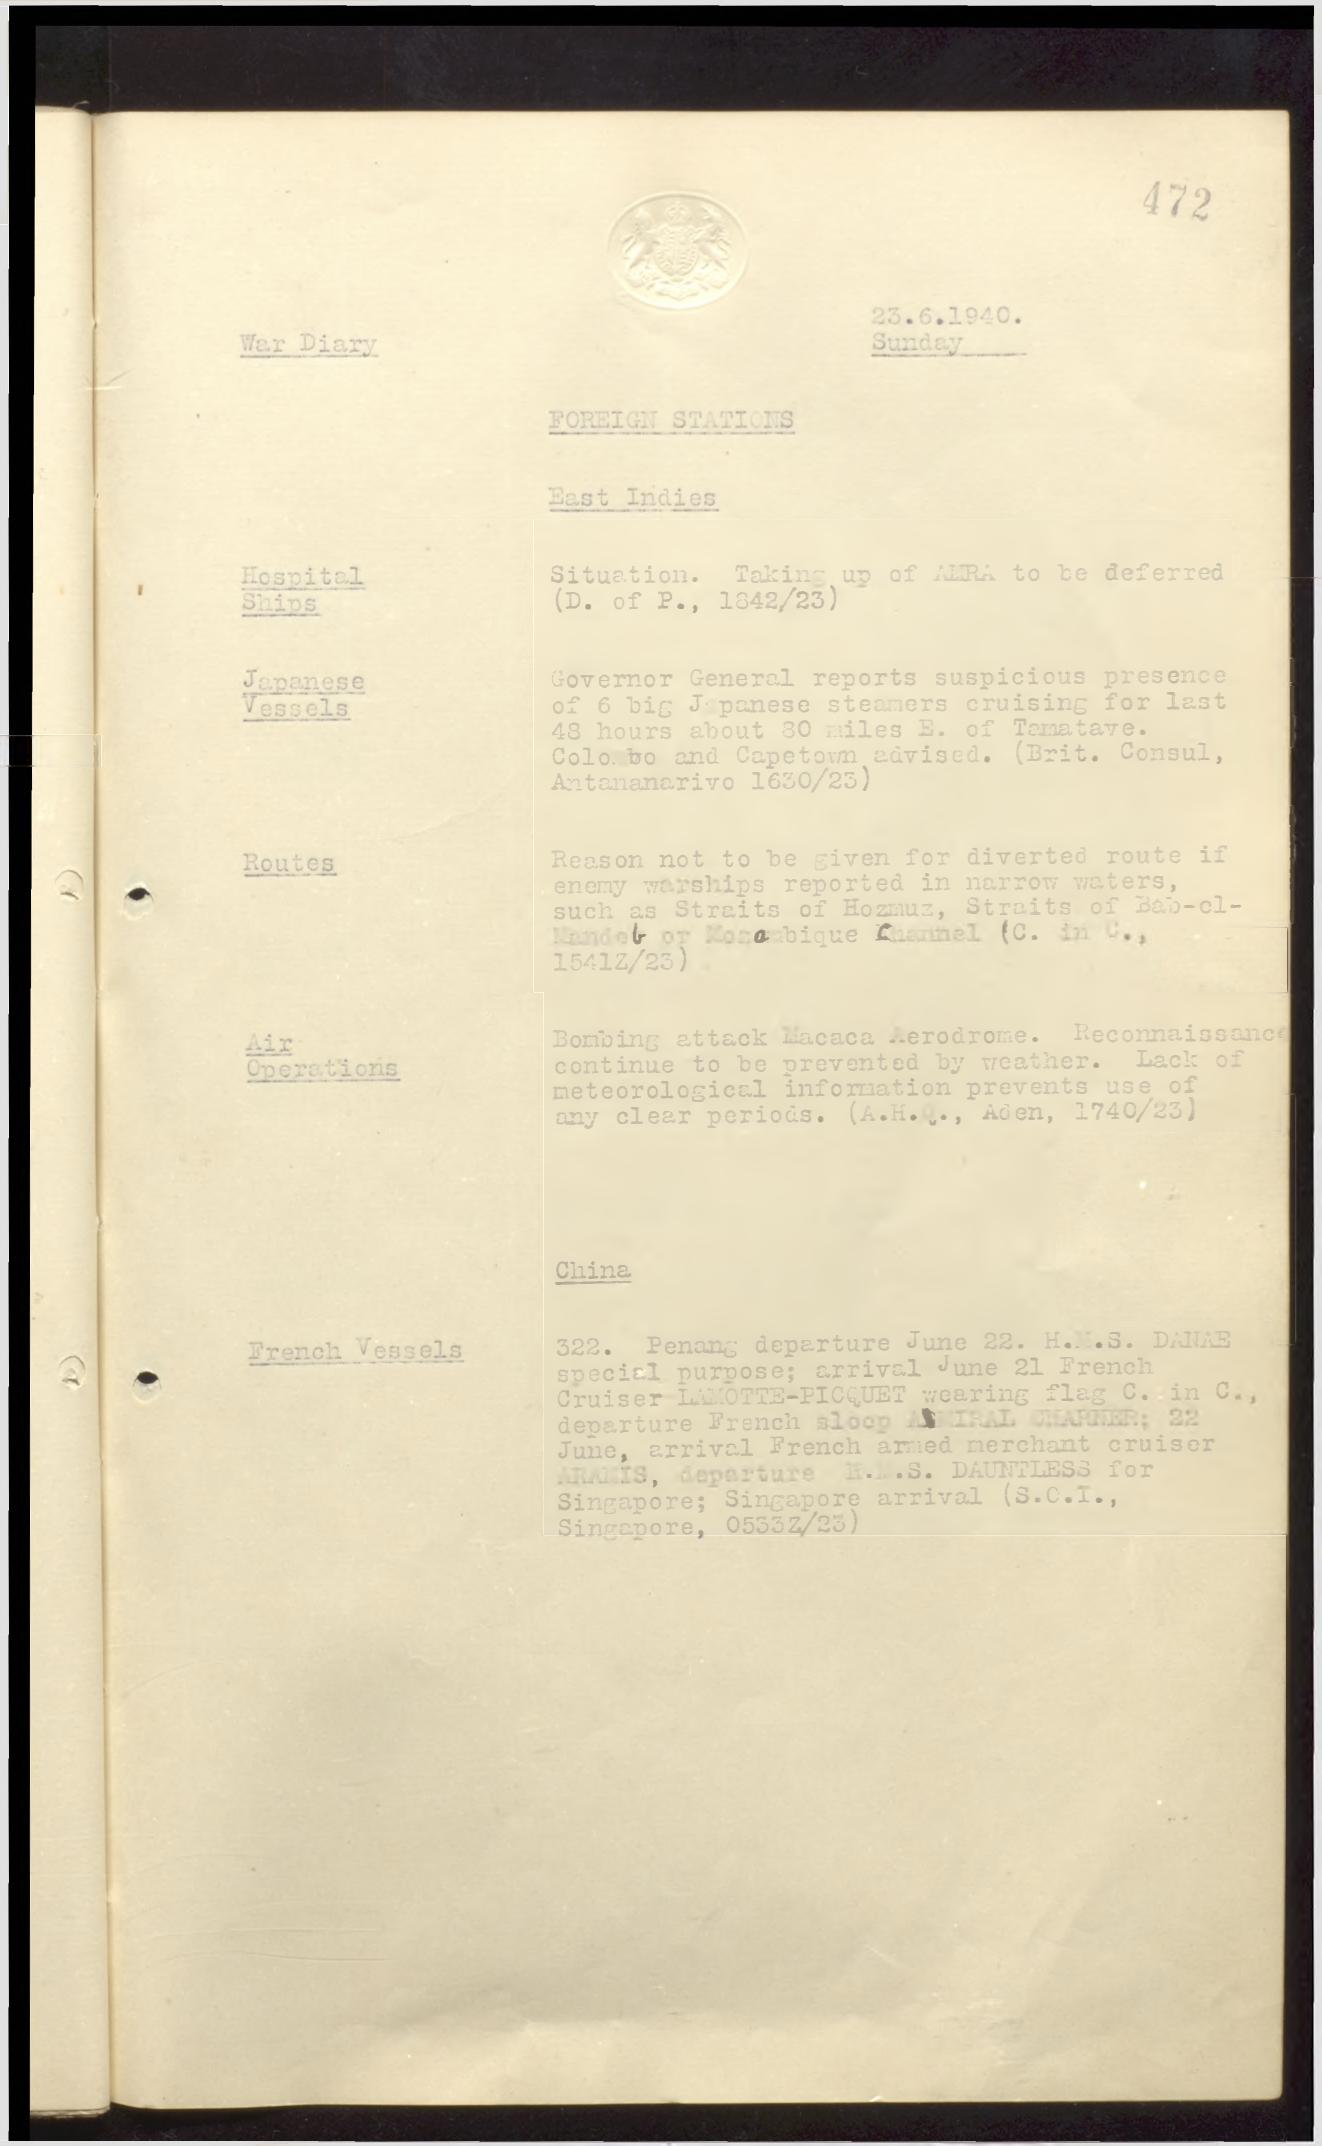 472
23.6.1940.
War Diary
Sunday
FOREIGN STATIONS
East Indies
Hospital
Ships
Situation. Taking up of AMRA to be deferred
(D. of P., 1842/23)
Japanese
Vessels
Governor General reports suspicious presence
of 6 big Japanese steamers cruising for last
48 hours about 80 miles E. of Tamatave.
Colombo and Capetown advised. (Brit. Consul,
Antananarivo 1630/23)
Routes
Reason not to be given for diverted route if
enemy warships reported in narrow waters,
such as Straits of Hozmuz, Straits of Bab-el-
Mandeb or Mozambique Channel (C. in C.,
1541Z/23)
Air
Operations
Bombing attack Macaca Aerodrome. Reconnaissance
continue to be prevented by weather. Lack of
meteorological information prevents use of
any clear periods. (A.H.Q., Aden, 1740/23)
China
French Vessels
322. Penang departure June 22. H.M.S. DANAE
special purpose; arrival June 21 French
Cruiser LAMOTTE-PICQUET wearing flag C. in C.,
departure French sloop ADMIRAL CHARNER; 22
June, arrival French armed merchant cruiser
ARAMIS, departure H.M.S. DAUNTLESS for
Singapore; Singapore arrival (S.O.I.,
Singapore, 0533Z/23)